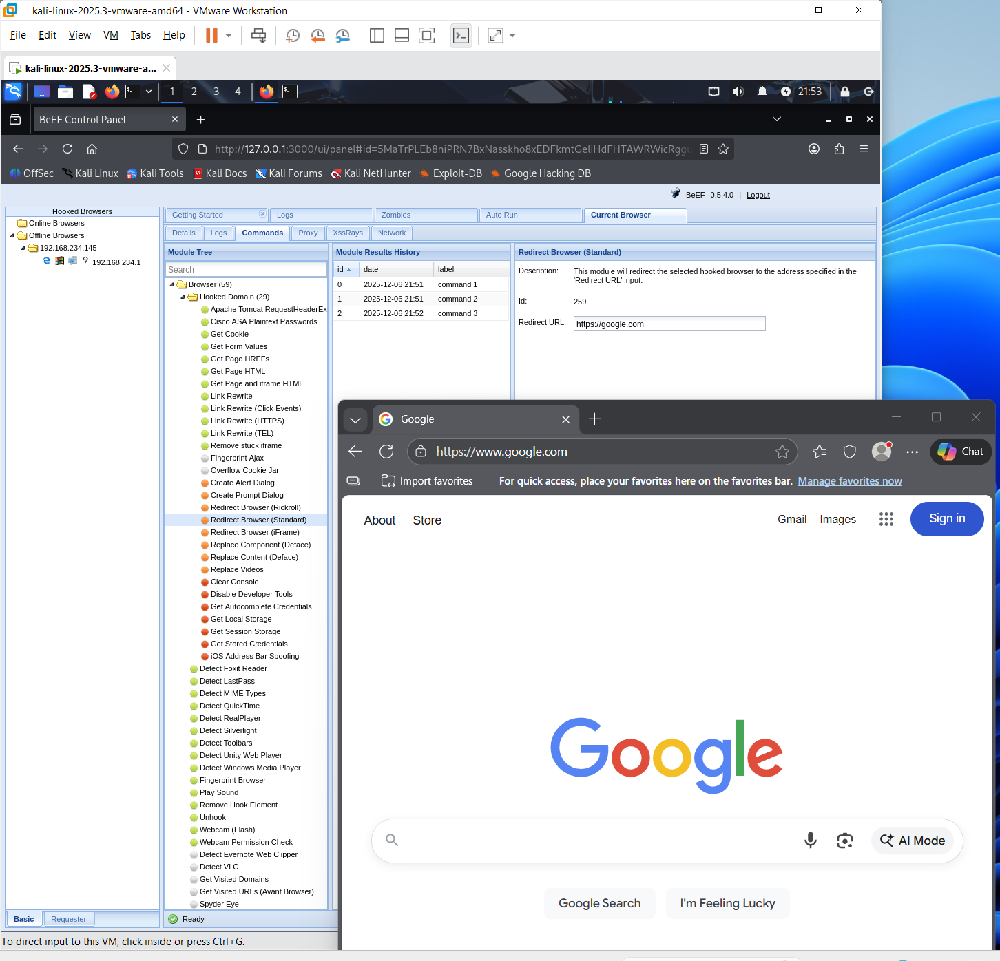 kali-linux-2025.3-vmware-amd64 - VMware Workstation
File Edit View VM Tabs Help
kali-linux-2025.3-vmware-a...
1 2 3 4 21:53
BeEF Control Panel
http://127.0.0.1:3000/ui/panel#id=5MaTrPLEb8niPRN7BxNasskho8xEDFkmtGeliHdFHTAWRWicRggu
OffSec Kali Linux Kali Tools Kali Docs Kali Forums Kali NetHunter Exploit-DB Google Hacking DB
BeEF 0.5.4.0 | Logout
Hooked Browsers
Online Browsers
Offline Browsers
192.168.234.145
? 192.168.234.1
Basic Requester
Getting Started Logs Zombies Auto Run Current Browser
Details Logs Commands Proxy XssRays Network
Module Tree
Search
Browser (59)
Hooked Domain (29)
Apache Tomcat RequestHeaderEx
Cisco ASA Plaintext Passwords
Get Cookie
Get Form Values
Get Page HREFs
Get Page HTML
Get Page and iframe HTML
Link Rewrite
Link Rewrite (Click Events)
Link Rewrite (HTTPS)
Link Rewrite (TEL)
Remove stuck iframe
Fingerprint Ajax
Overflow Cookie Jar
Create Alert Dialog
Create Prompt Dialog
Redirect Browser (Rickroll)
Redirect Browser (Standard)
Redirect Browser (iFrame)
Replace Component (Deface)
Replace Content (Deface)
Replace Videos
Clear Console
Disable Developer Tools
Get Autocomplete Credentials
Get Local Storage
Get Session Storage
Get Stored Credentials
iOS Address Bar Spoofing
Detect Foxit Reader
Detect LastPass
Detect MIME Types
Detect QuickTime
Detect RealPlayer
Detect Silverlight
Detect Toolbars
Detect Unity Web Player
Detect Windows Media Player
Fingerprint Browser
Play Sound
Remove Hook Element
Unhook
Webcam (Flash)
Webcam Permission Check
Detect Evernote Web Clipper
Detect VLC
Get Visited Domains
Get Visited URLs (Avant Browser)
Spyder Eye
Ready
Module Results History
id date label
0 2025-12-06 21:51 command 1
1 2025-12-06 21:51 command 2
2 2025-12-06 21:52 command 3
Redirect Browser (Standard)
Description: This module will redirect the selected hooked browser to the address specified in the
'Redirect URL' input.
Id: 259
Redirect URL: https://google.com
Google
https://www.google.com
Chat
Import favorites For quick access, place your favorites here on the favorites bar. Manage favorites now
About Store Gmail Images Sign in
Google
AI Mode
Google Search I'm Feeling Lucky
To direct input to this VM, click inside or press Ctrl+G.